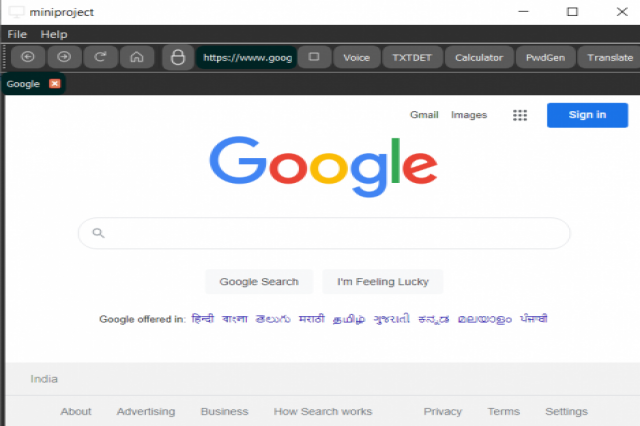 miniproject
File Help
https://www.goog Voice TXTDET Calculator PwdGen Translate
Google
Gmail Images Sign in
Google
Google Search I'm Feeling Lucky
Google offered in: हिन्दी বাংলা తెలుగు मराठी தமிழ் ગુજરાતી ಕನ್ನಡ മലയാളം ਪੰਜਾਬੀ
India
About Advertising Business How Search works Privacy Terms Settings